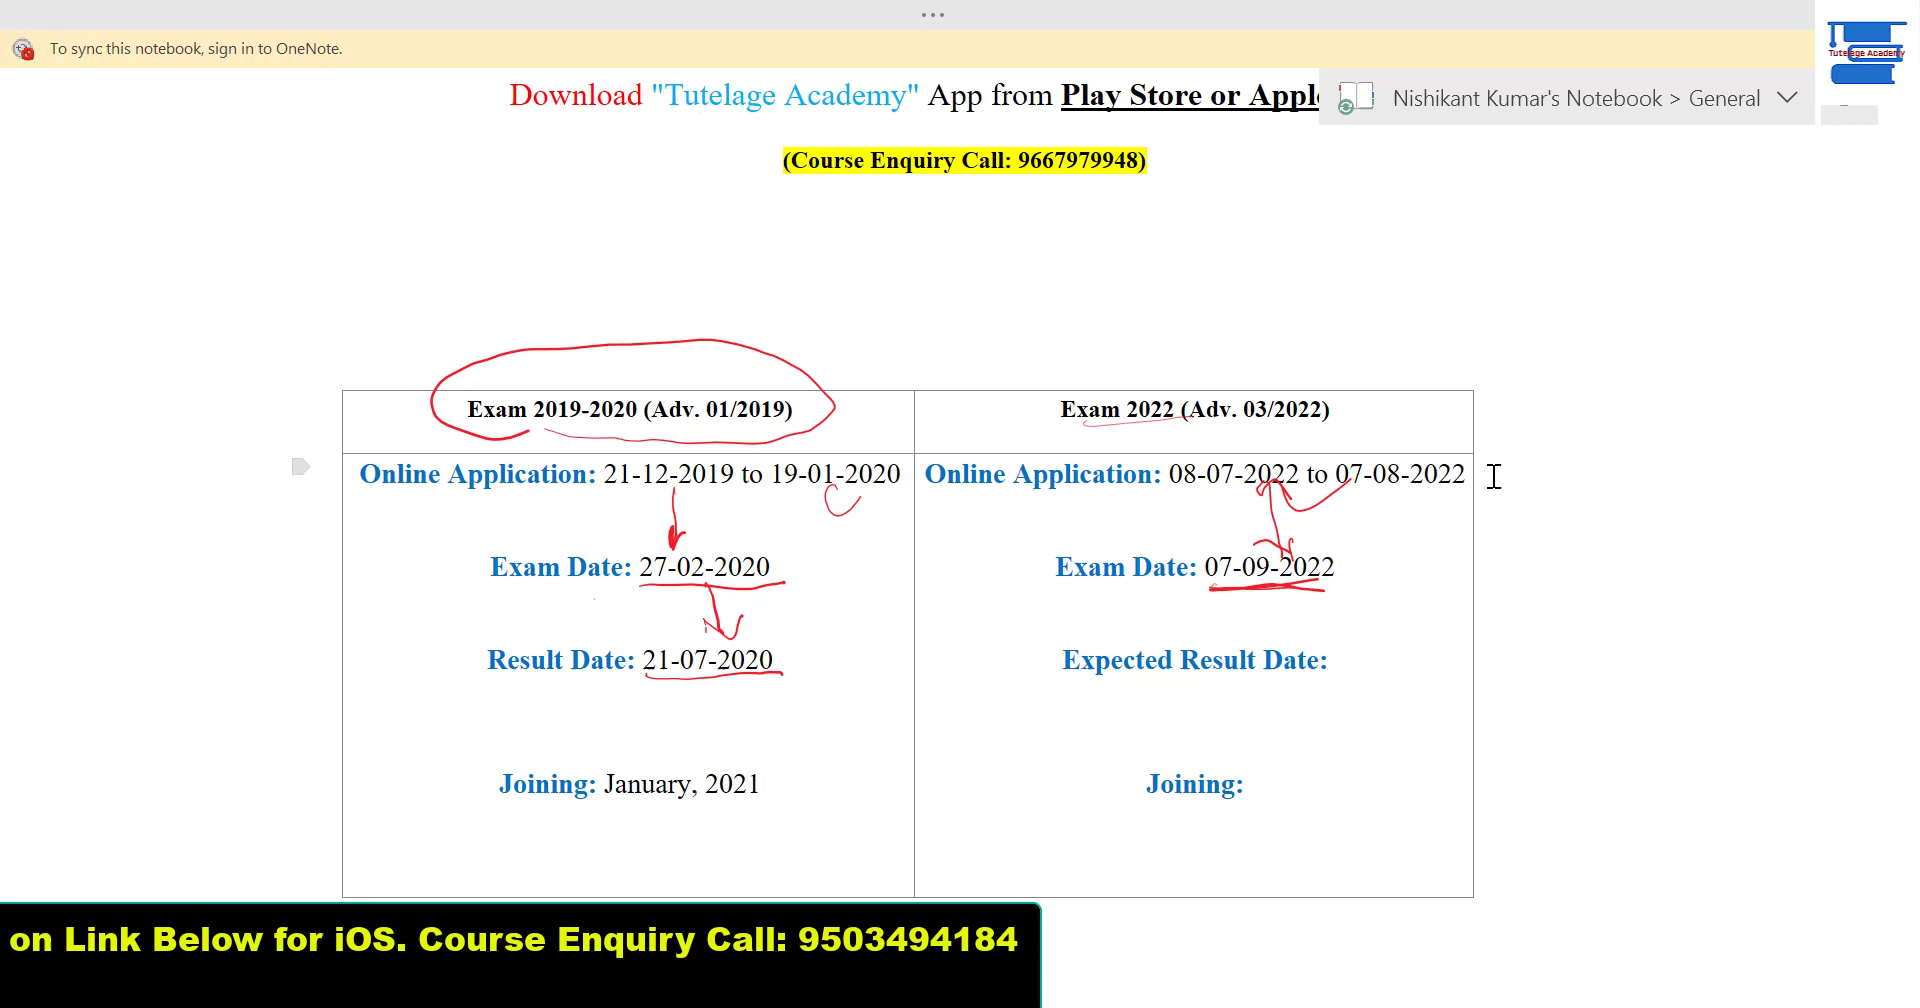 To sync this notebook, sign in to OneNote.
Tutelage Academy
Download "Tutelage Academy" App from Play Store or Apple
Nishikant Kumar's Notebook > General
(Course Enquiry Call: 9667979948)
Exam 2019-2020 (Adv. 01/2019)
Exam 2022 (Adv. 03/2022)
Online Application: 21-12-2019 to 19-01-2020
Online Application: 08-07-2022 to 07-08-2022
Exam Date: 27-02-2020
Exam Date: 07-09-2022
Result Date: 21-07-2020
Expected Result Date:
Joining: January, 2021
Joining:
on Link Below for iOS. Course Enquiry Call: 9503494184